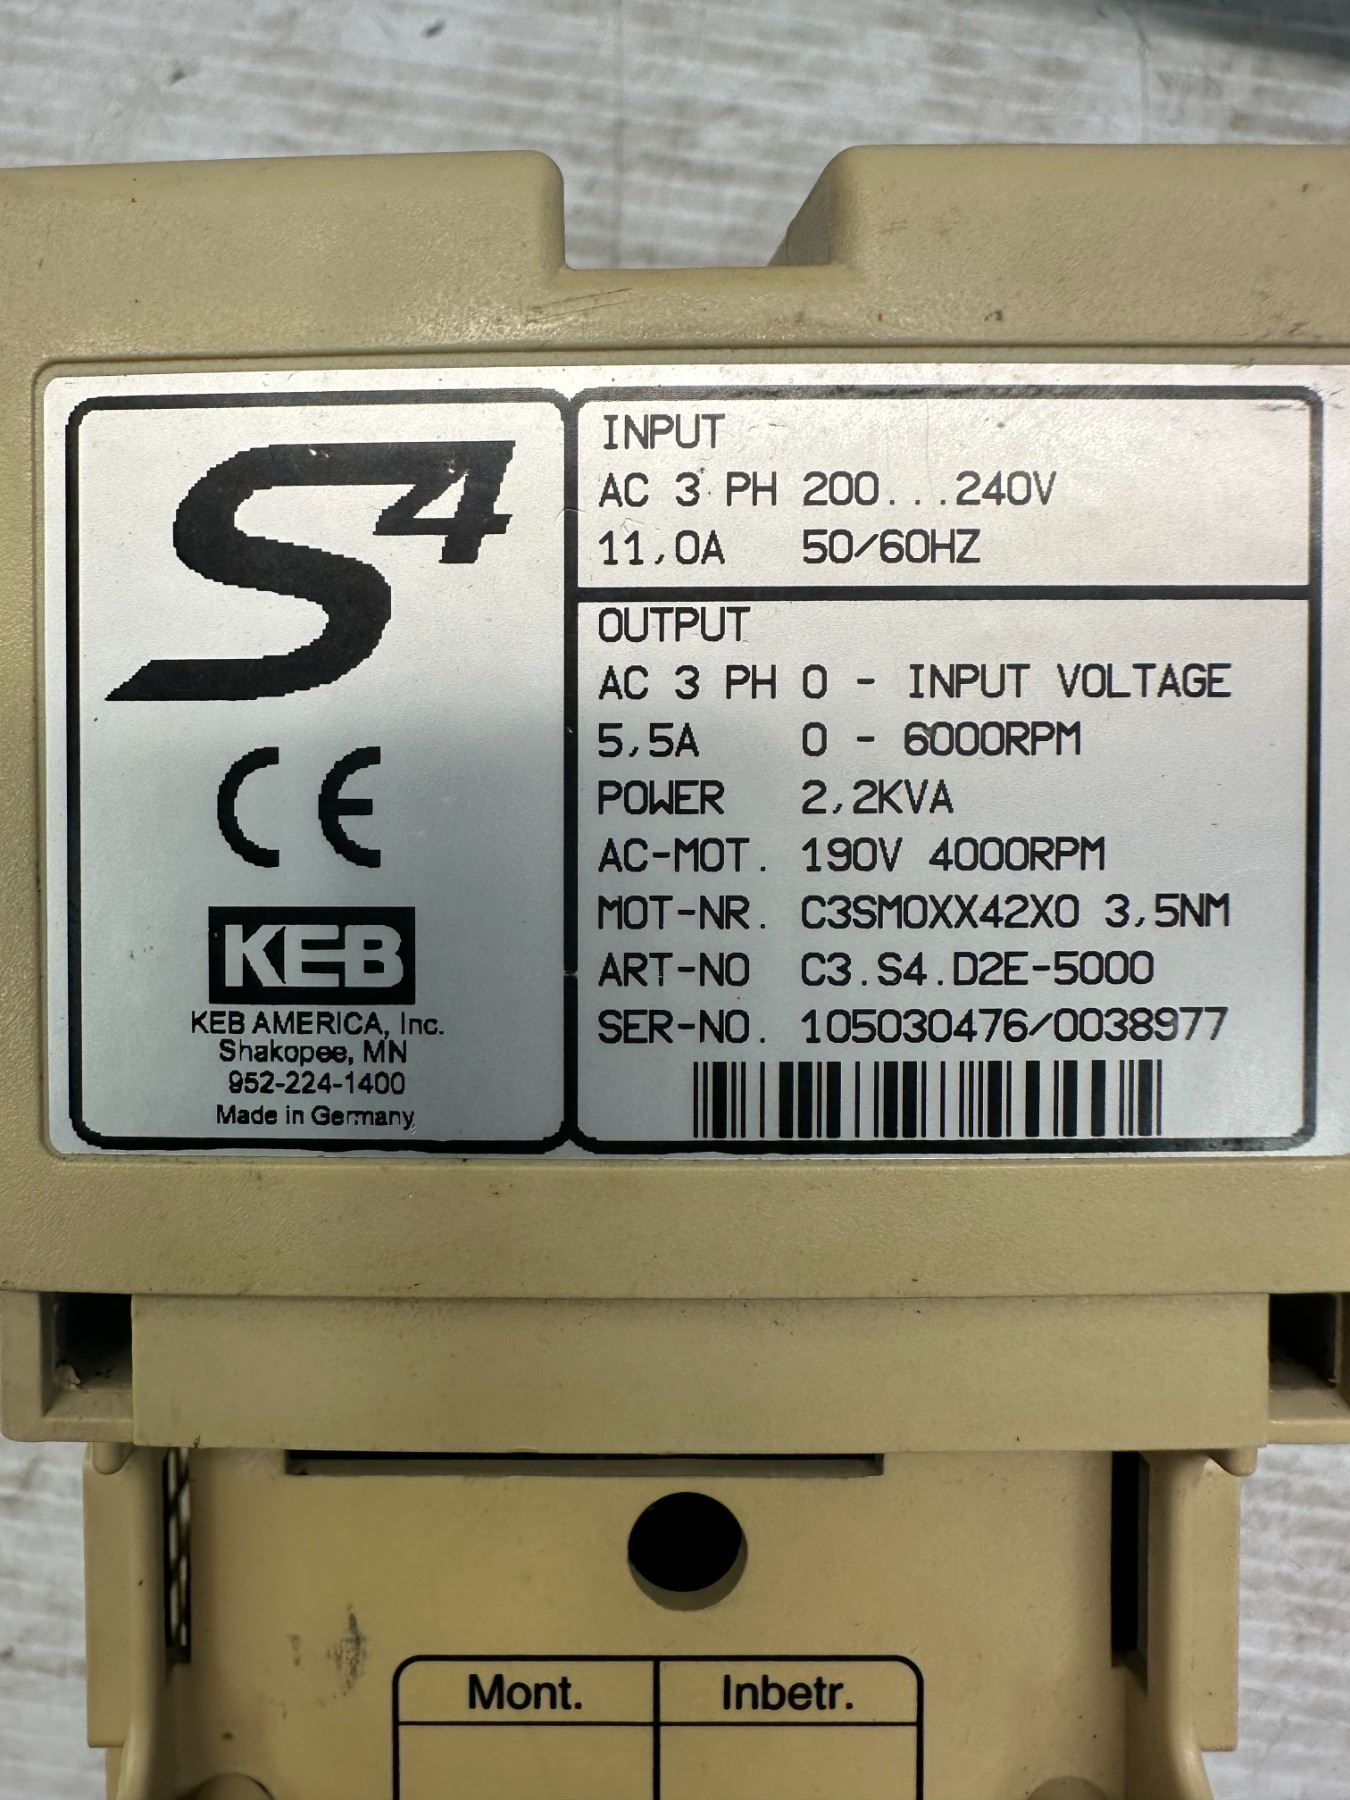 S4
CE
KEB
KEB AMERICA, Inc.
Shakopee, MN
952-224-1400
Made in Germany
INPUT
AC 3 PH 200...240V
11,0A 50/60HZ
OUTPUT
AC 3 PH 0 - INPUT VOLTAGE
5,5A 0 - 6000RPM
POWER 2,2KVA
AC-MOT. 190V 4000RPM
MOT-NR. C3SM0XX42X0 3,5NM
ART-NO C3.S4.D2E-5000
SER-NO. 105030476/0038977
Mont. Inbetr.